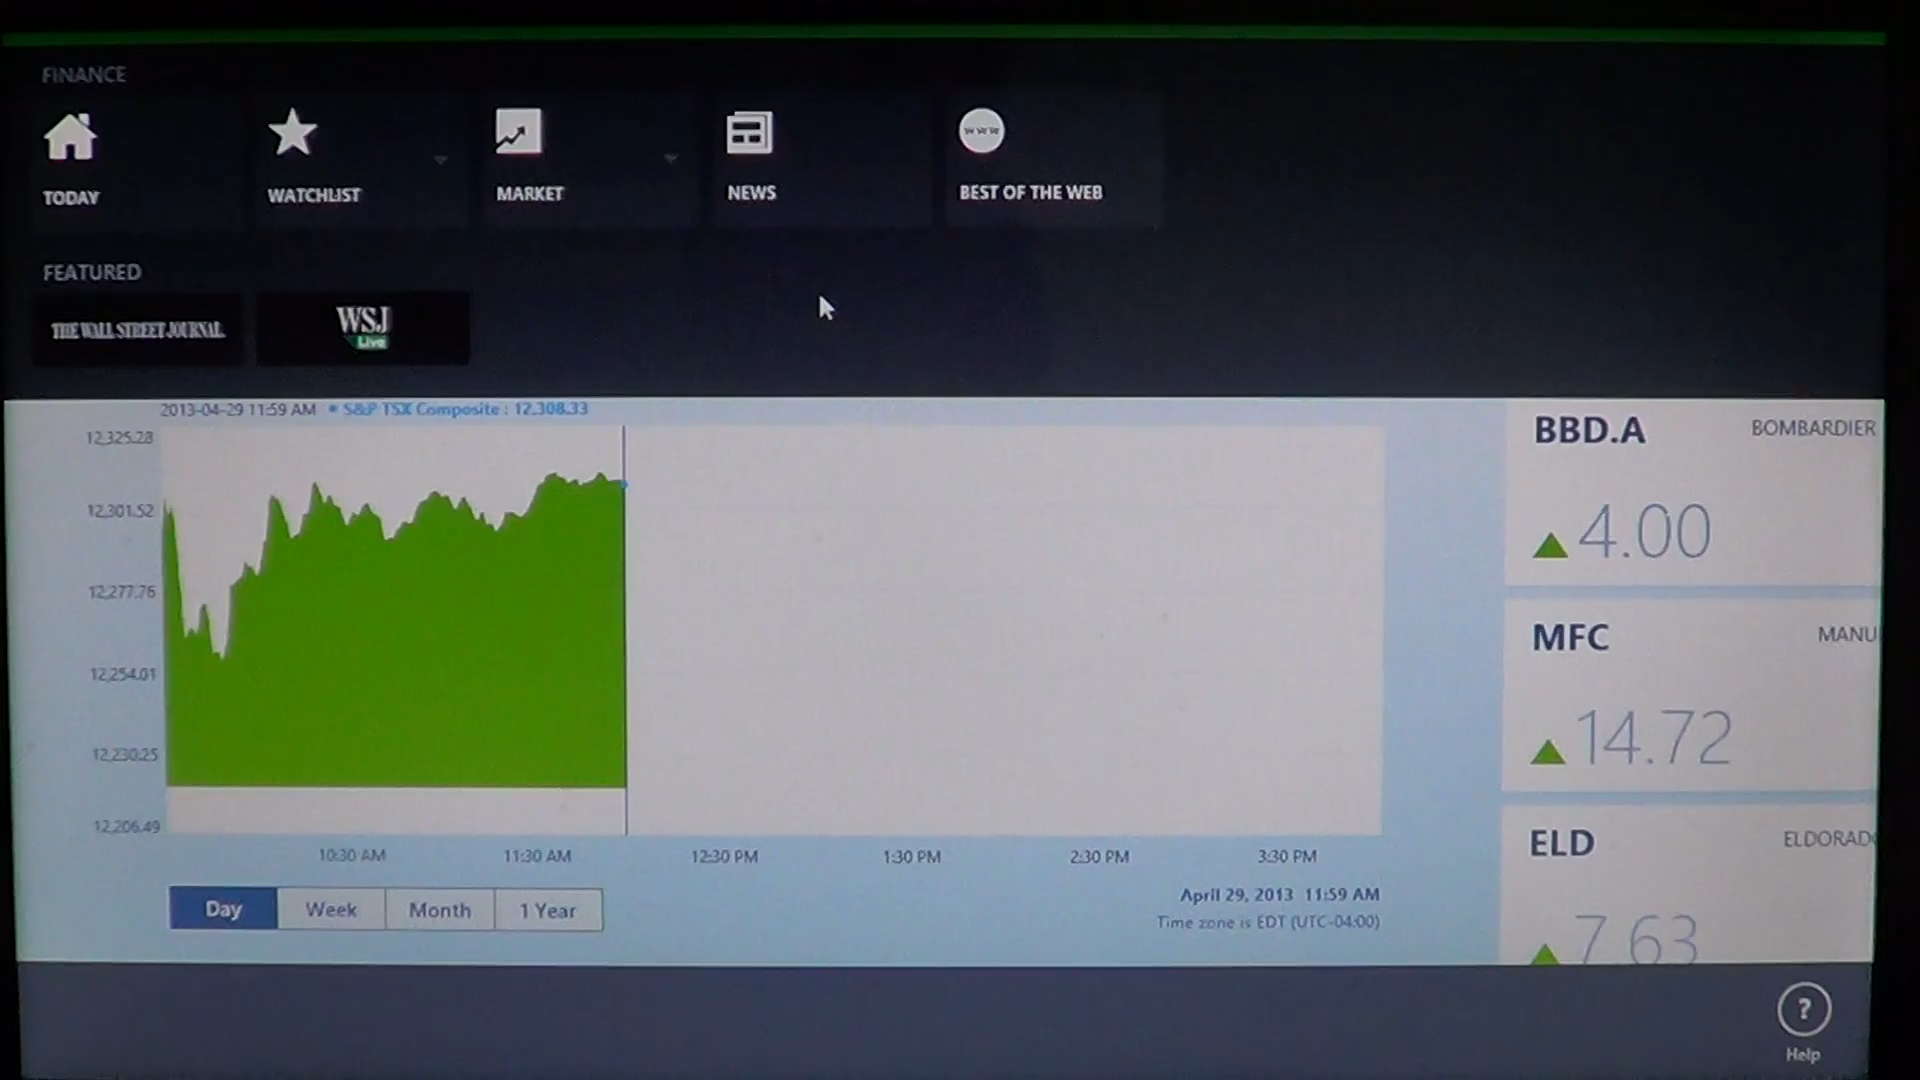 FINANCE
TODAY
WATCHLIST
MARKET
NEWS
WWW
BEST OF THE WEB
FEATURED
THE WALL STREET JOURNAL.
WSJ
Live
2013-04-29 11:59 AM • S&P TSX Composite : 12,308.33
12,325.28
12,301.52
12,277.76
12,254.01
12,230.25
12,206.49
10:30 AM
11:30 AM
12:30 PM
1:30 PM
2:30 PM
3:30 PM
Day
Week
Month
1 Year
April 29, 2013 11:59 AM
Time zone is EDT (UTC-04:00)
BBD.A
BOMBARDIER
4.00
MFC
MANU
14.72
ELD
ELDORADO
7.63
?
Help